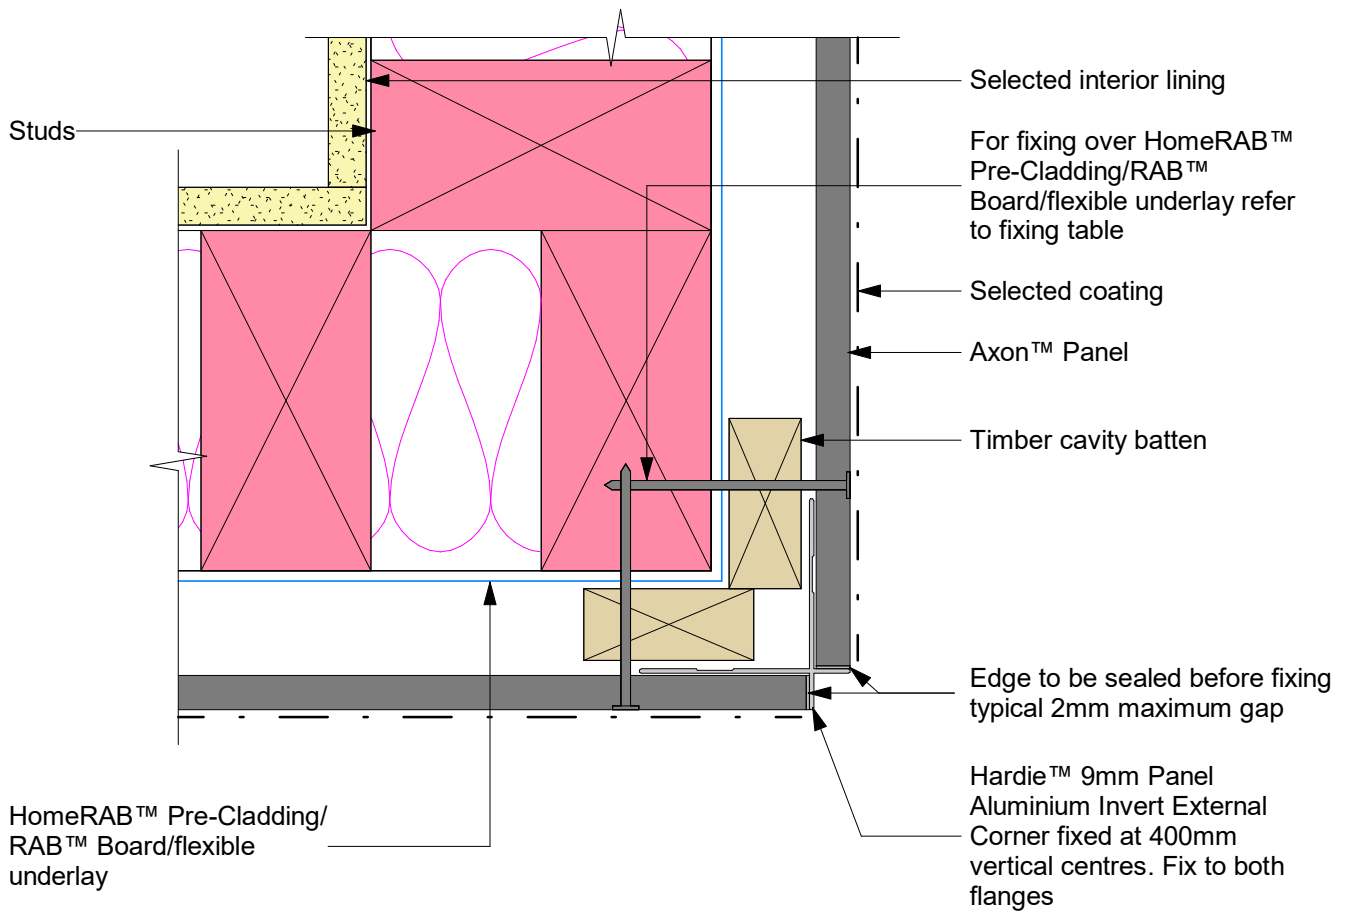 Studs
Selected interior lining
For fixing over HomeRAB™
Pre-Cladding/RAB™
Board/flexible underlay refer
to fixing table
Selected coating
Axon™ Panel
Timber cavity batten
Edge to be sealed before fixing
typical 2mm maximum gap
Hardie™ 9mm Panel
Aluminium Invert External
Corner fixed at 400mm
vertical centres. Fix to both
flanges
HomeRAB™ Pre-Cladding/
RAB™ Board/flexible
underlay